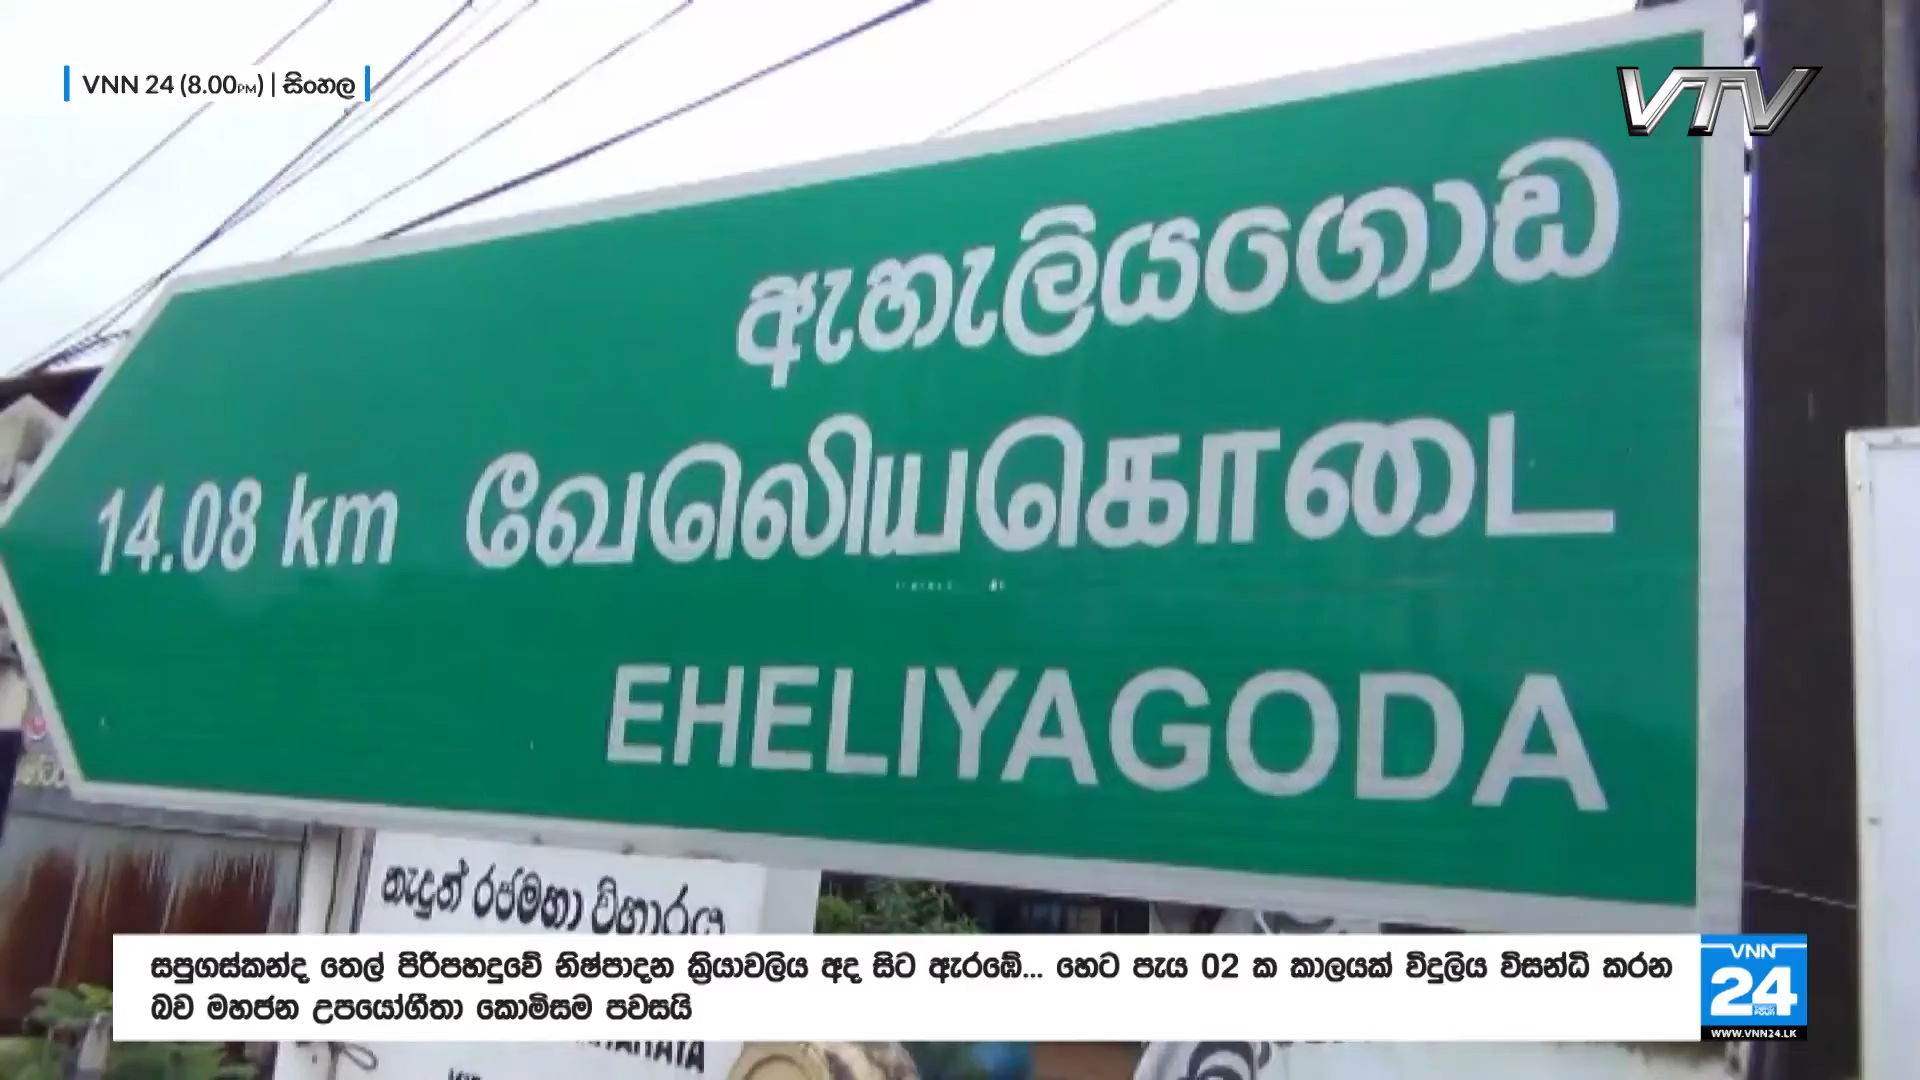 VNN 24 (8.00PM) | සිංහල
VTV
ඇහැලියගොඩ
14.08 km வேலெியகொடை
EHELIYAGODA
නැදුන් රජමහා විහාරය
සපුගස්කන්ද තෙල් පිරිපහදුවේ නිෂ්පාදන ක්‍රියාවලිය අද සිට ඇරඹේ... හෙට පැය 02 ක කාලයක් විදුලිය විසන්ධි කරන
බව මහජන උපයෝගීතා කොමිසම පවසයි
VNN
24
WWW.VNN24.LK